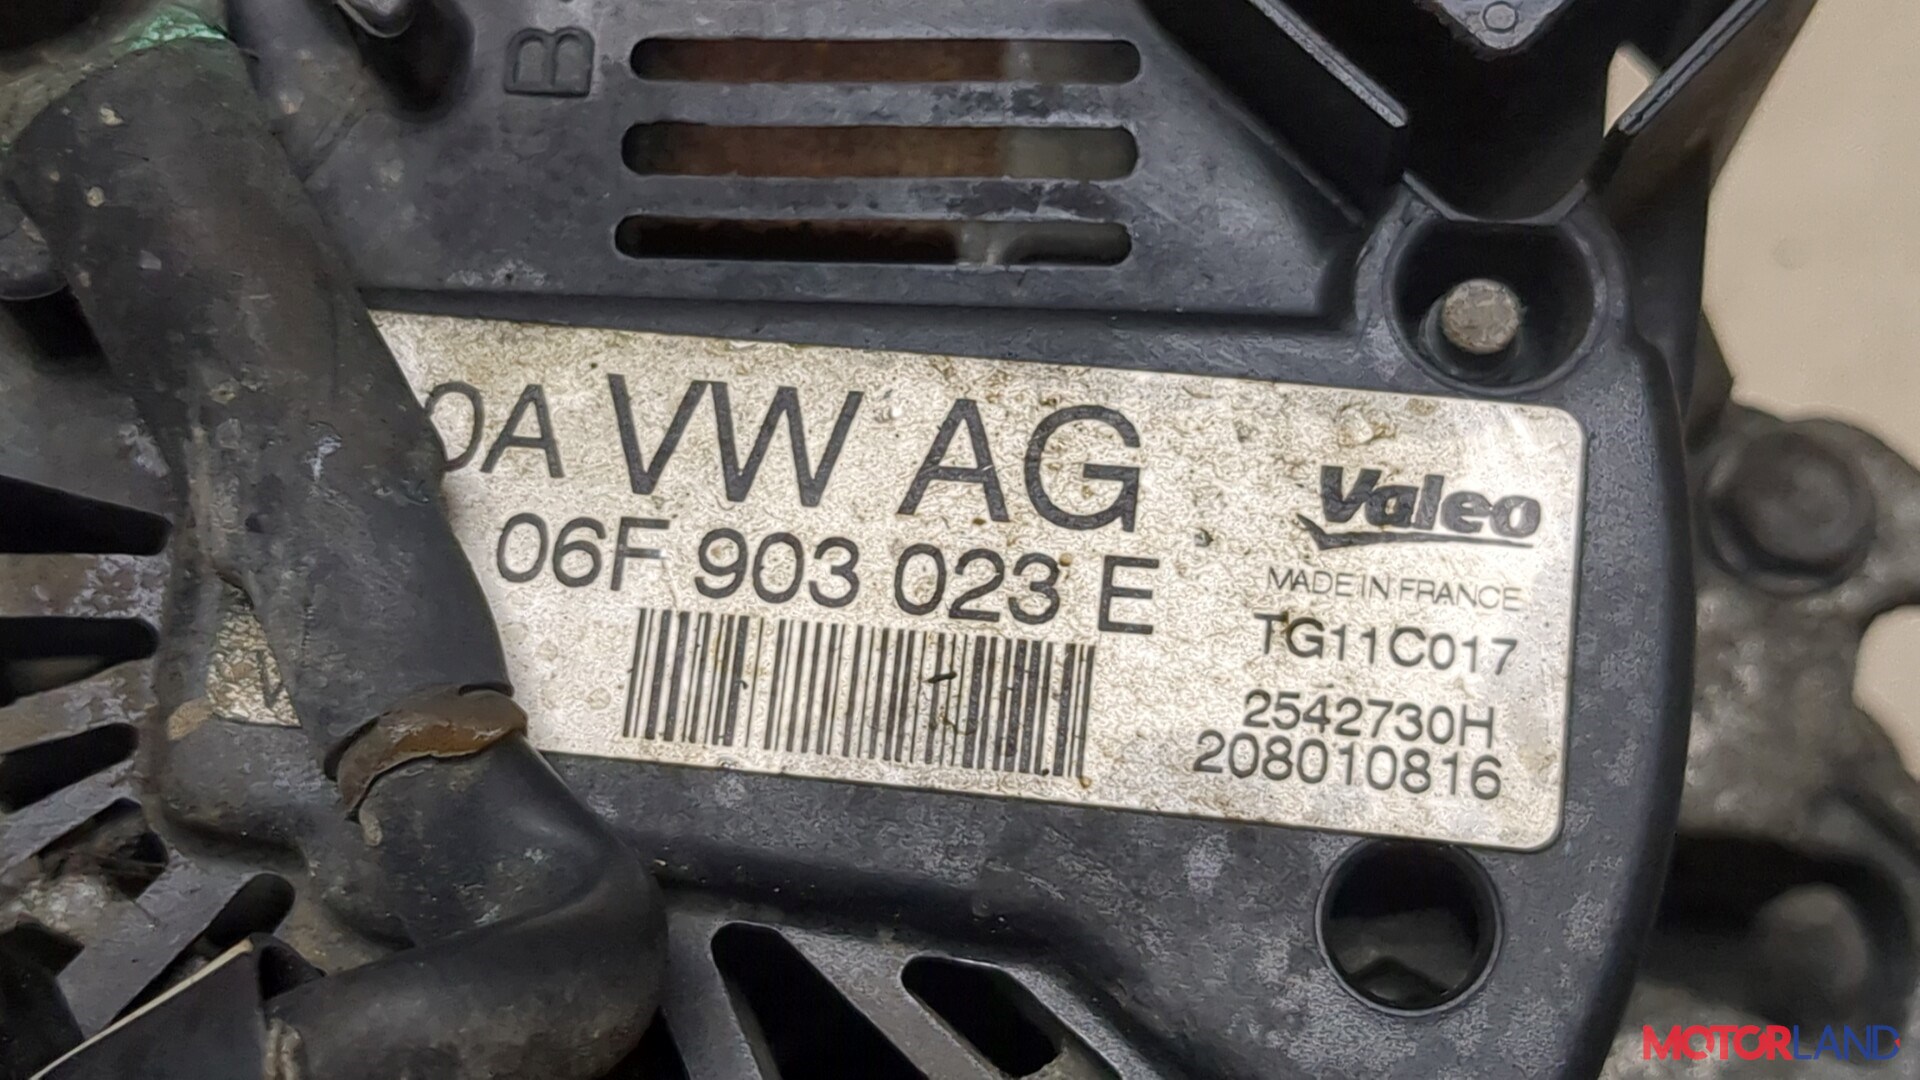 B
0A VW AG
06F 903 023 E
Valeo
MADE IN FRANCE
TG11C017
2542730H
208010816
MOTORLAND